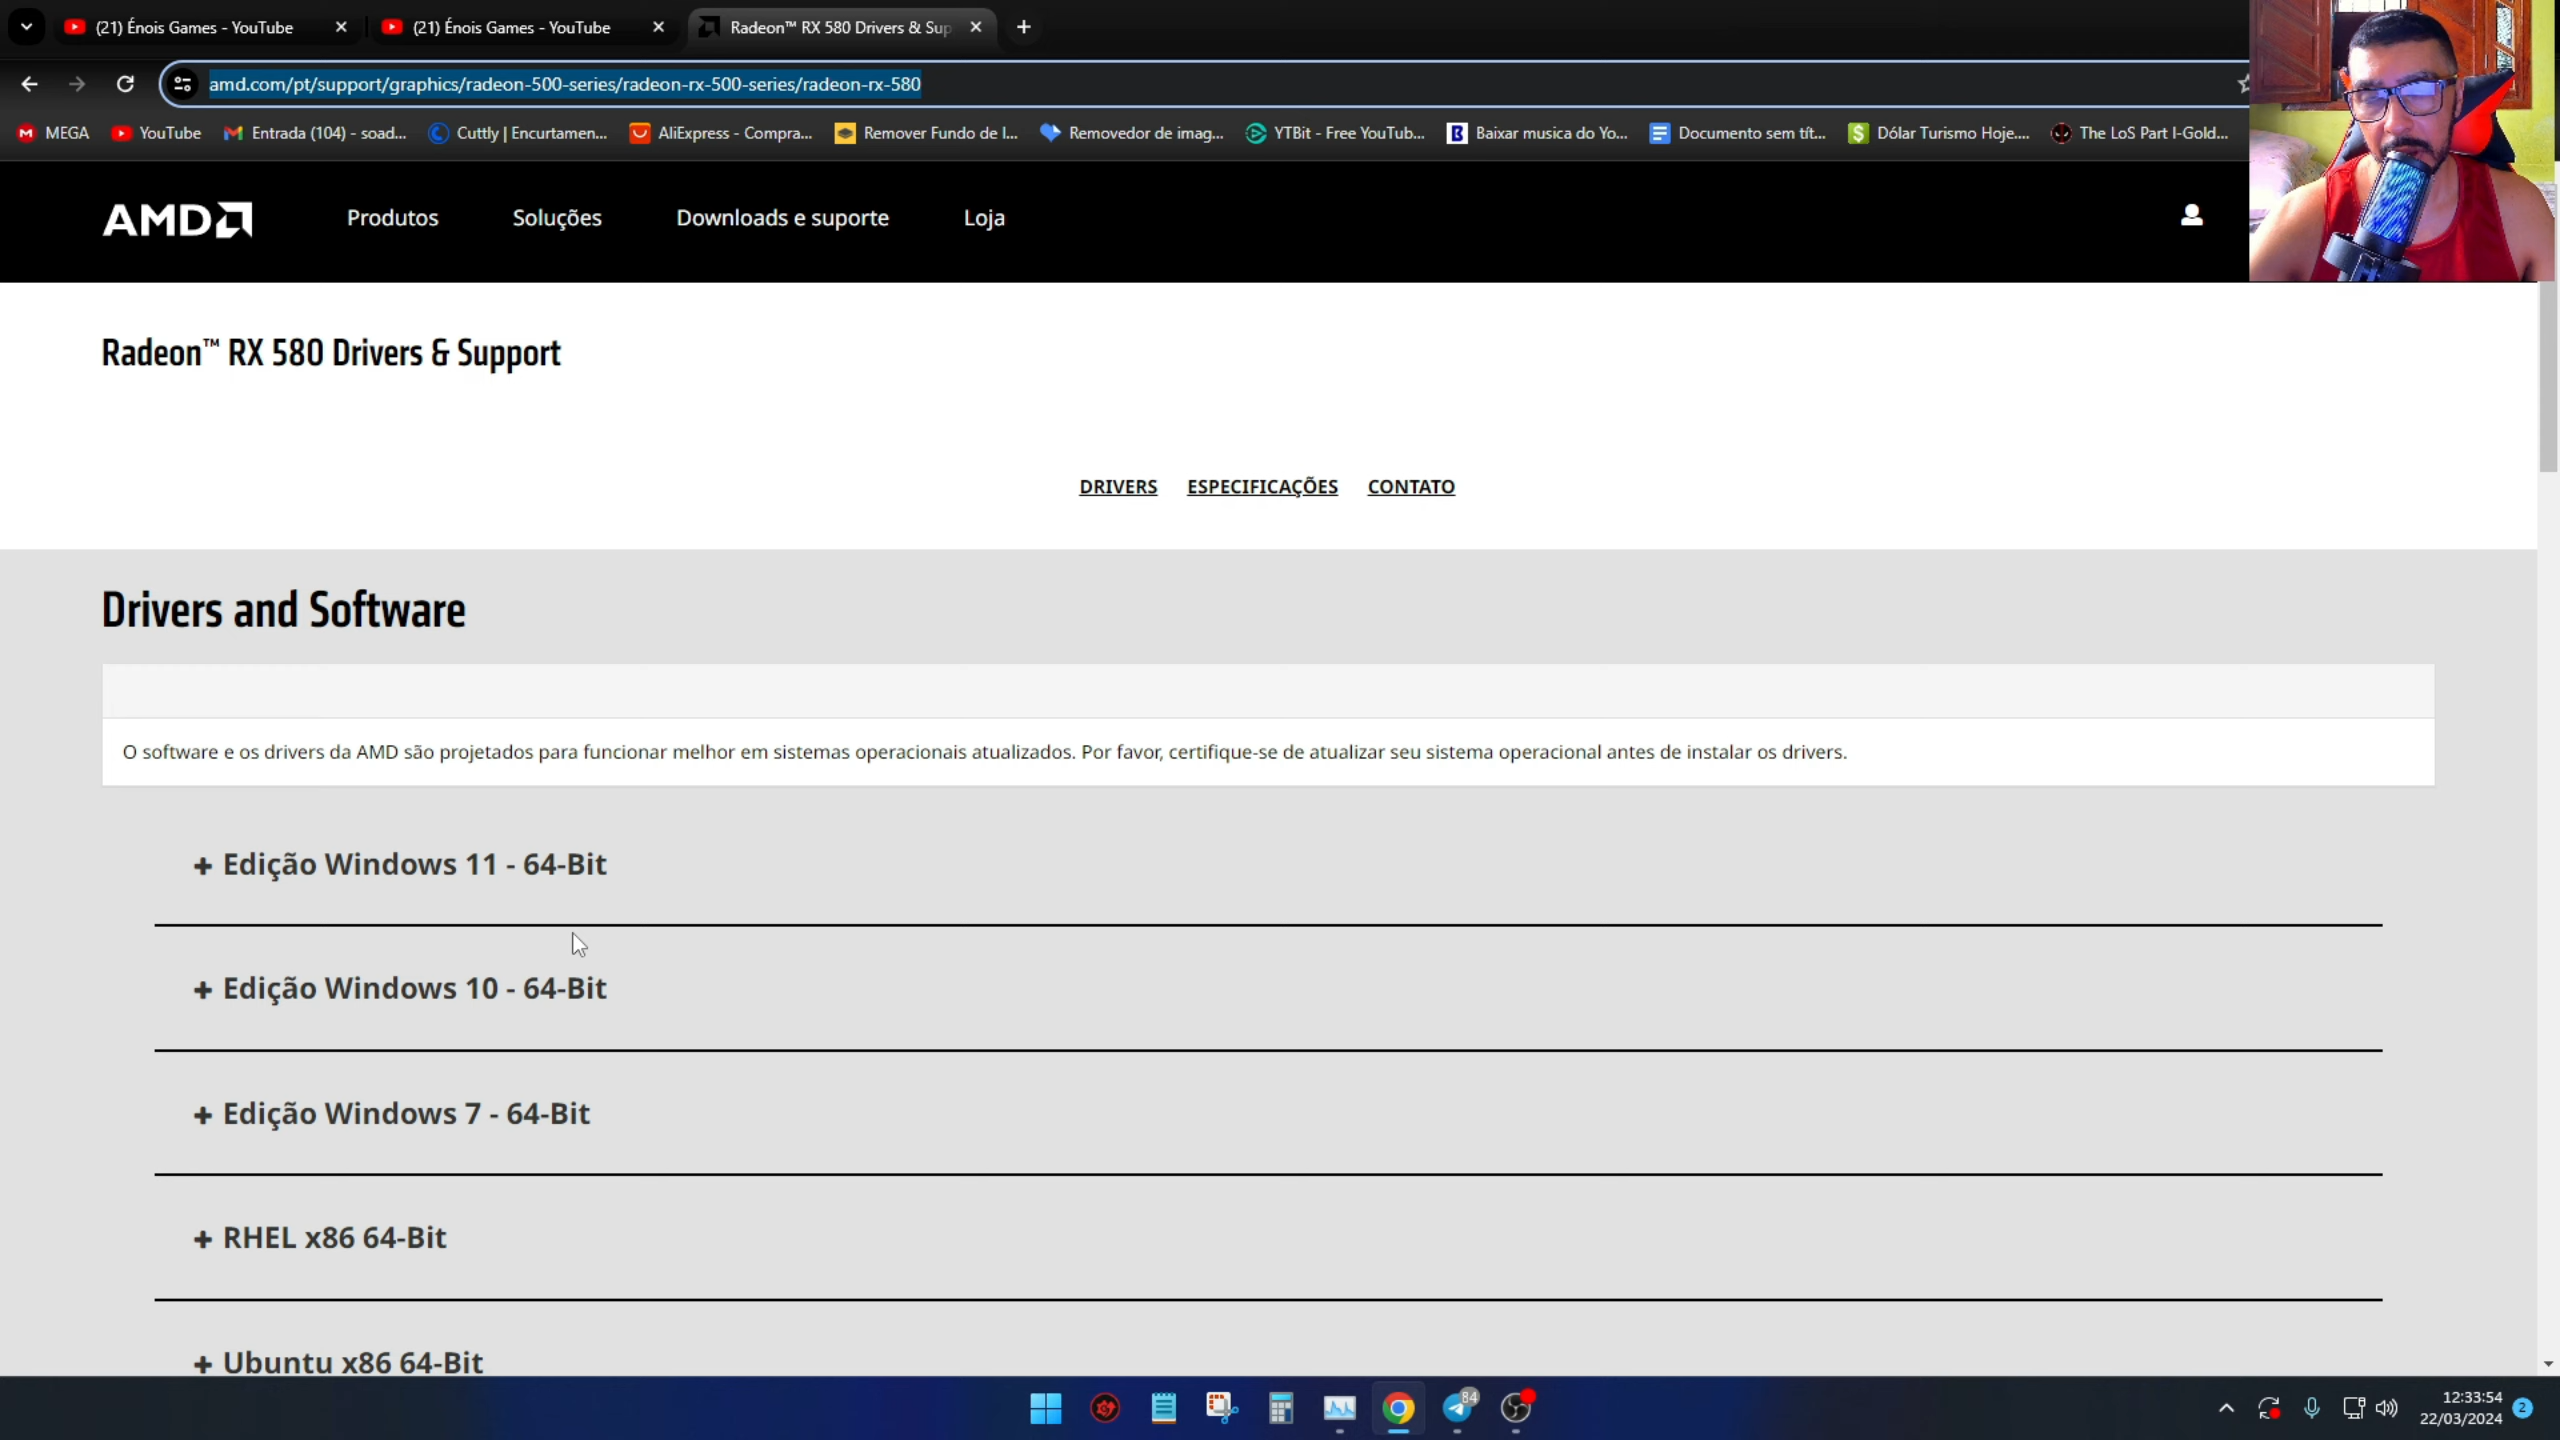 (21) Énois Games - YouTube
(21) Énois Games - YouTube
Radeon™ RX 580 Drivers & Sup
amd.com/pt/support/graphics/radeon-500-series/radeon-rx-500-series/radeon-rx-580
MEGA
YouTube
Entrada (104) - soad...
Cuttly | Encurtamen...
AliExpress - Compra...
Remover Fundo de I...
Removedor de imag...
YTBit - Free YouTub...
Baixar musica do Yo...
Documento sem tít...
Dólar Turismo Hoje....
The LoS Part I-Gold...
AMD
Produtos
Soluções
Downloads e suporte
Loja
Radeon™ RX 580 Drivers & Support
DRIVERS
ESPECIFICAÇÕES
CONTATO
Drivers and Software
O software e os drivers da AMD são projetados para funcionar melhor em sistemas operacionais atualizados. Por favor, certifique-se de atualizar seu sistema operacional antes de instalar os drivers.
+ Edição Windows 11 - 64-Bit
+ Edição Windows 10 - 64-Bit
+ Edição Windows 7 - 64-Bit
+ RHEL x86 64-Bit
+ Ubuntu x86 64-Bit
84
12:33:54
22/03/2024
2